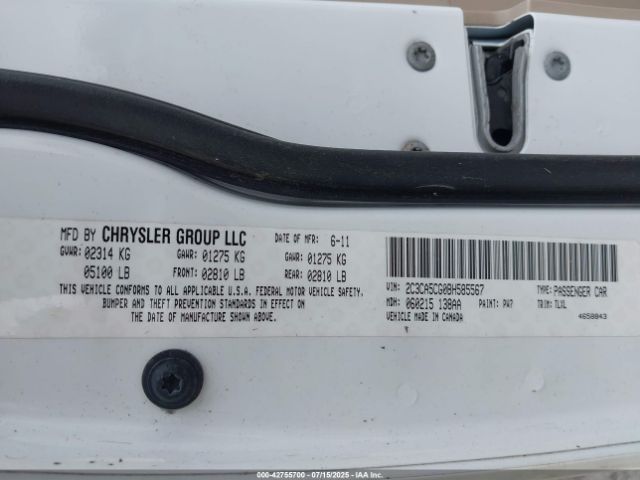 MFD BY CHRYSLER GROUP LLC DATE OF MFR: 6-11
GVWR: 02314 KG GAWR: 01275 KG GAWR: 01275 KG
05100 LB FRONT: 02810 LB REAR: 02810 LB
THIS VEHICLE CONFORMS TO ALL APPLICABLE U.S.A. FEDERAL MOTOR VEHICLE SAFETY,
BUMPER AND THEFT PREVENTION STANDARDS IN EFFECT ON
THE DATE OF MANUFACTURE SHOWN ABOVE.
VIN: 2C3CA5CG0BH585567 TYPE: PASSENGER CAR
MDH: 060215 138AA PAINT: PW7 TRIM: TLXL
VEHICLE MADE IN CANADA 4658843
000-42755700 - 07/15/2025 - IAAI.com